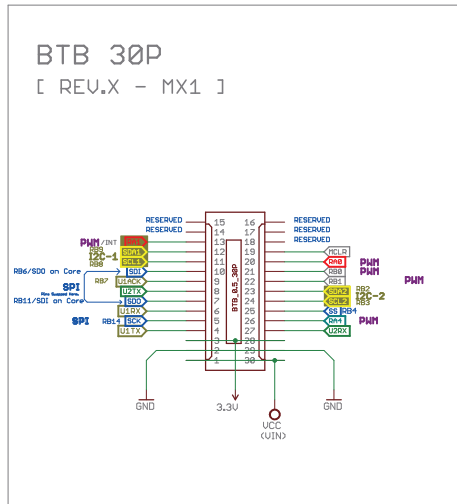 BTB 30P
[ REV.X - MX1 ]
RESERVED 15 16 RESERVED
RESERVED 14 17 RESERVED
PWM/INT RA1 13 18 RESERVED
RB9 SDA1 12 19 MCLR
I2C-1
RB8 SCL1 11 20 RA0 PWM
RB6/SDO on Core SDI 10 21 RB0 PWM
RB7 U1ACK 9 22 RB1 PWM
SPI
U2TX 8 23 SDA2 RB2
I2C-2
RB11/SDI on Core SDO 7 24 SCL2 RB3
U1RX 6 25 SS RB4
SPI RB14 SCK 5 26 RA4 PWM
U1TX 4 27 U2RX
3 28
2 29
1 30
BTB_0.5_30P
GND 3.3V GND
VCC
(VIN)